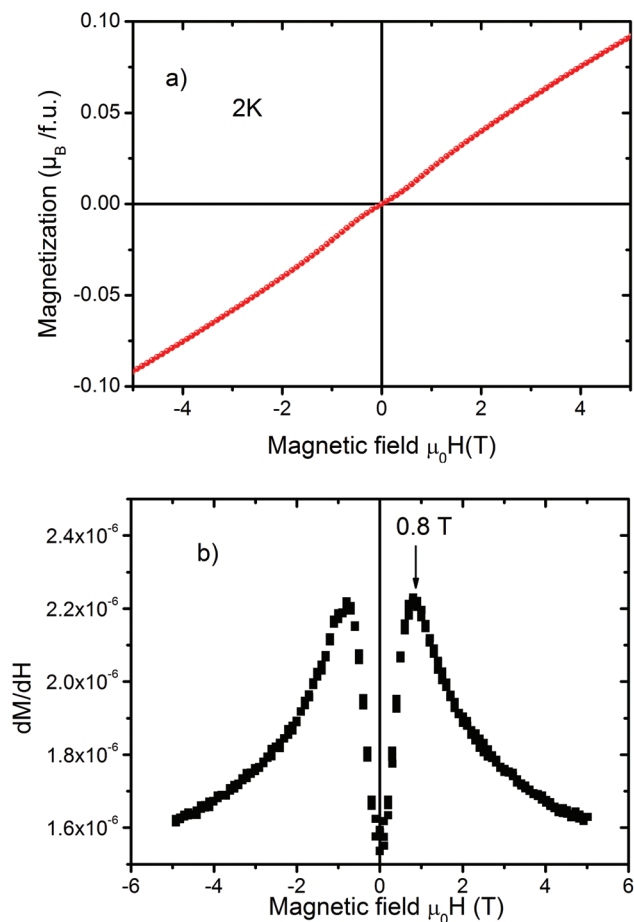 a)
2K
Magnetization (μ_B /f.u.)
0.10
0.05
0.00
-0.05
-0.10
-4 -2 0 2 4
Magnetic field μ₀H(T)
b)
0.8 T
dM/dH
2.4x10⁻⁶
2.2x10⁻⁶
2.0x10⁻⁶
1.8x10⁻⁶
1.6x10⁻⁶
-6 -4 -2 0 2 4 6
Magnetic field μ₀H (T)